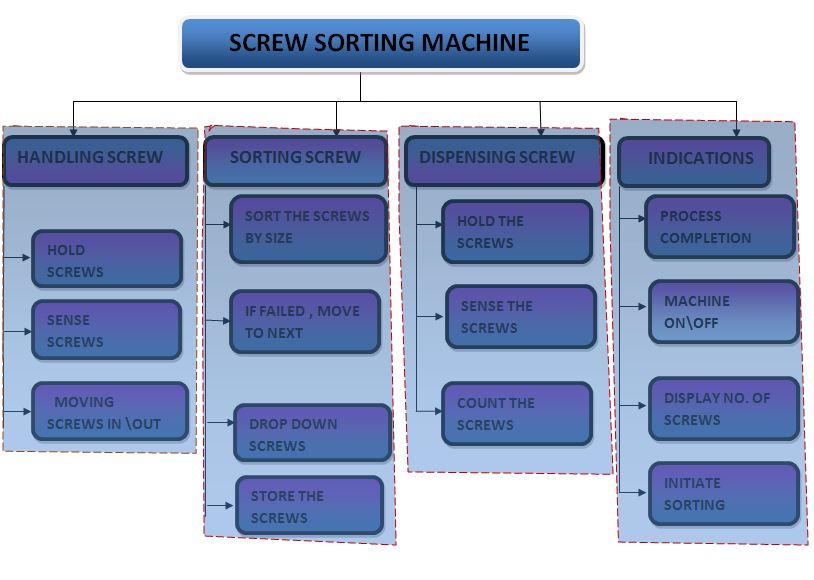 SCREW SORTING MACHINE
HANDLING SCREW
HOLD
SCREWS
SENSE
SCREWS
MOVING
SCREWS IN \OUT
SORTING SCREW
SORT THE SCREWS
BY SIZE
IF FAILED , MOVE
TO NEXT
DROP DOWN
SCREWS
STORE THE
SCREWS
DISPENSING SCREW
HOLD THE
SCREWS
SENSE THE
SCREWS
COUNT THE
SCREWS
INDICATIONS
PROCESS
COMPLETION
MACHINE
ON\OFF
DISPLAY NO. OF
SCREWS
INITIATE
SORTING